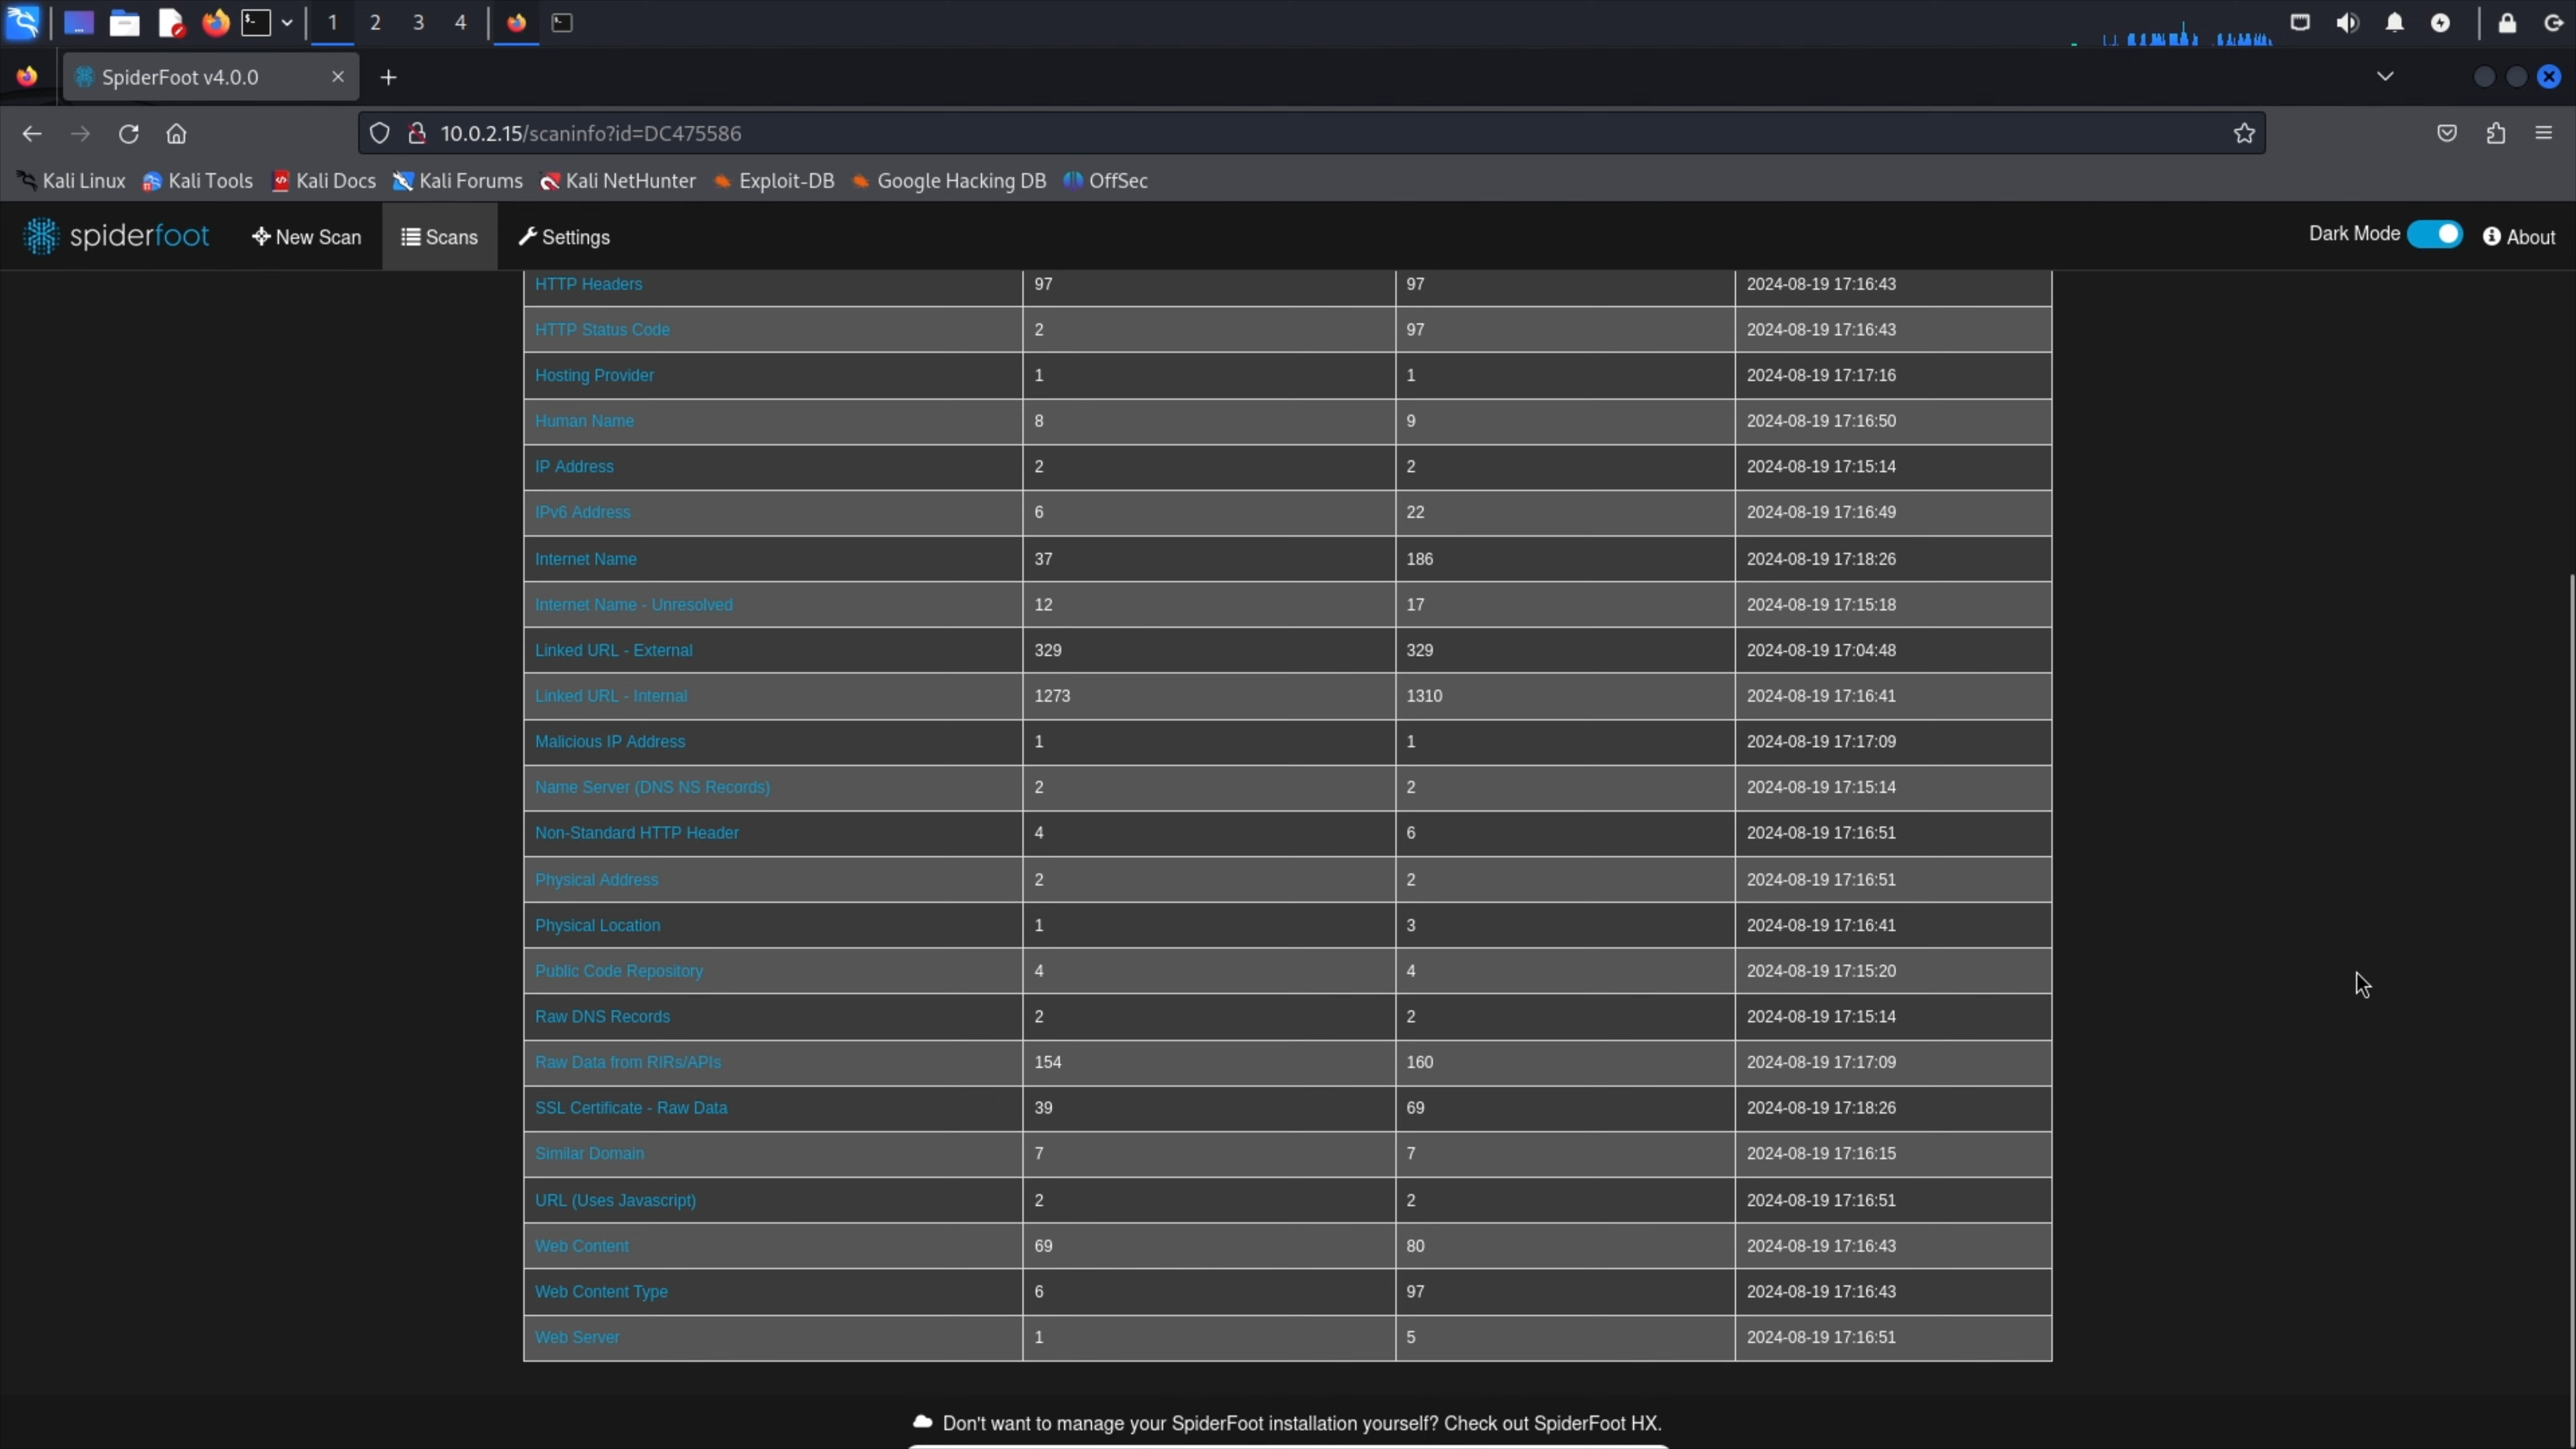 1 2 3 4
SpiderFoot v4.0.0
10.0.2.15/scaninfo?id=DC475586
Kali Linux Kali Tools Kali Docs Kali Forums Kali NetHunter Exploit-DB Google Hacking DB OffSec
spiderfoot New Scan Scans Settings Dark Mode About
HTTP Headers 97 97 2024-08-19 17:16:43
HTTP Status Code 2 97 2024-08-19 17:16:43
Hosting Provider 1 1 2024-08-19 17:17:16
Human Name 8 9 2024-08-19 17:16:50
IP Address 2 2 2024-08-19 17:15:14
IPv6 Address 6 22 2024-08-19 17:16:49
Internet Name 37 186 2024-08-19 17:18:26
Internet Name - Unresolved 12 17 2024-08-19 17:15:18
Linked URL - External 329 329 2024-08-19 17:04:48
Linked URL - Internal 1273 1310 2024-08-19 17:16:41
Malicious IP Address 1 1 2024-08-19 17:17:09
Name Server (DNS NS Records) 2 2 2024-08-19 17:15:14
Non-Standard HTTP Header 4 6 2024-08-19 17:16:51
Physical Address 2 2 2024-08-19 17:16:51
Physical Location 1 3 2024-08-19 17:16:41
Public Code Repository 4 4 2024-08-19 17:15:20
Raw DNS Records 2 2 2024-08-19 17:15:14
Raw Data from RIRs/APIs 154 160 2024-08-19 17:17:09
SSL Certificate - Raw Data 39 69 2024-08-19 17:18:26
Similar Domain 7 7 2024-08-19 17:16:15
URL (Uses Javascript) 2 2 2024-08-19 17:16:51
Web Content 69 80 2024-08-19 17:16:43
Web Content Type 6 97 2024-08-19 17:16:43
Web Server 1 5 2024-08-19 17:16:51
Don't want to manage your SpiderFoot installation yourself? Check out SpiderFoot HX.